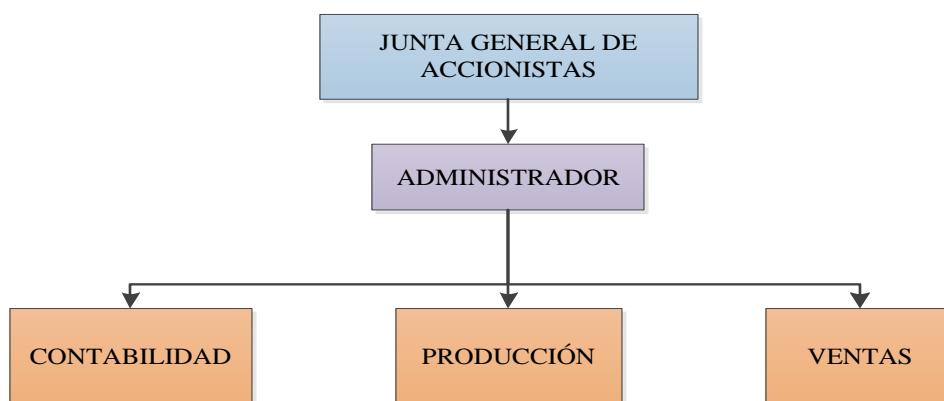 JUNTA GENERAL DE
ACCIONISTAS
ADMINISTRADOR
CONTABILIDAD
PRODUCCIÓN
VENTAS